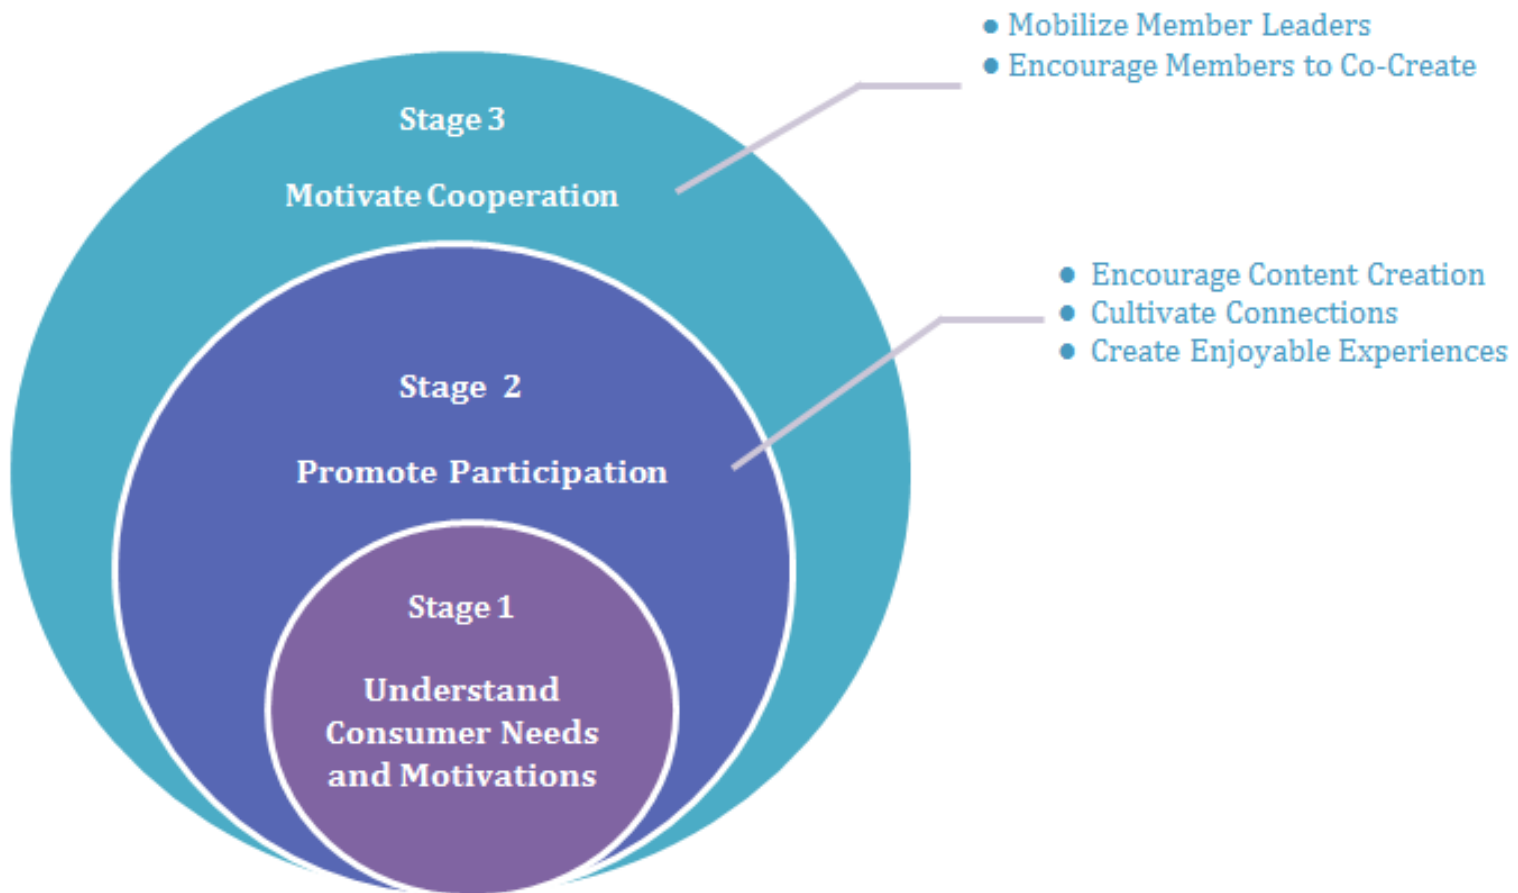 ● Mobilize Member Leaders
● Encourage Members to Co-Create
Stage 3
Motivate Cooperation
● Encourage Content Creation
● Cultivate Connections
● Create Enjoyable Experiences
Stage 2
Promote Participation
Stage 1
Understand
Consumer Needs
and Motivations